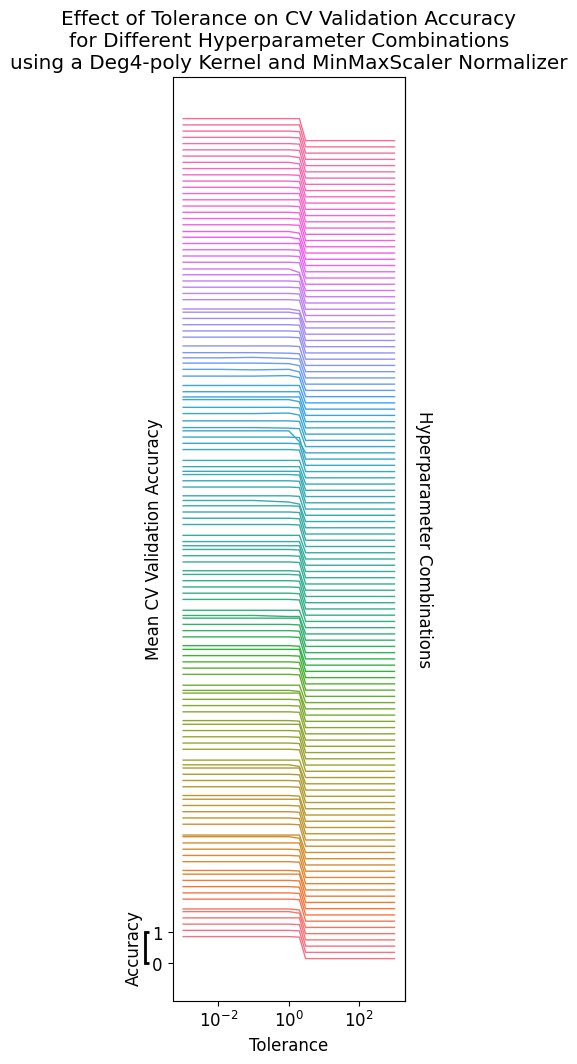 Effect of Tolerance on CV Validation Accuracy
for Different Hyperparameter Combinations
using a Deg4-poly Kernel and MinMaxScaler Normalizer
Mean CV Validation Accuracy
Hyperparameter Combinations
Accuracy
1
0
10⁻²
10⁰
10²
Tolerance